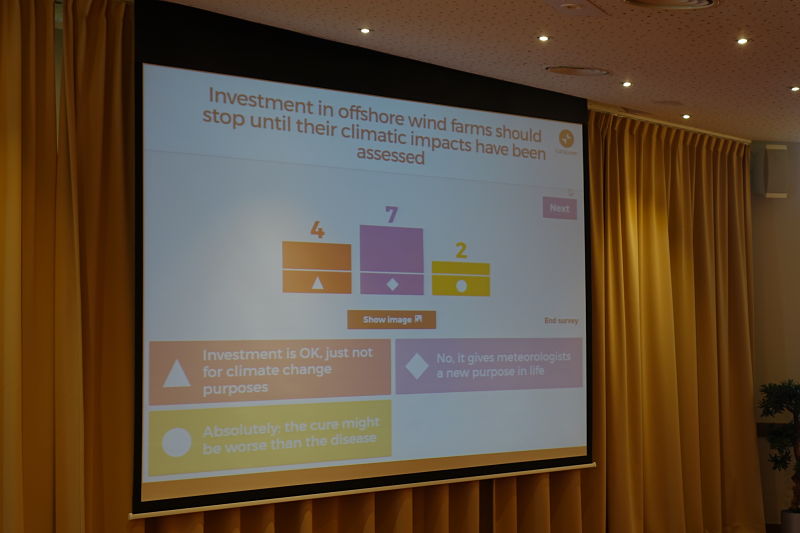 Investment in offshore wind farms should
stop until their climatic impacts have been
assessed
Next
4
7
2
Show image
End survey
Investment is OK, just not
for climate change
purposes
No, it gives meteorologists
a new purpose in life
Absolutely; the cure might
be worse than the disease